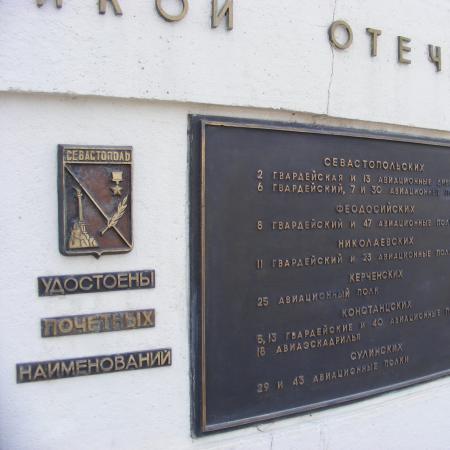 КОЙ ОТЕЧ
СЕВАСТОПОЛЬ
УДОСТОЕНЫ
ПОЧЕТНЫХ
НАИМЕНОВАНИЙ
СЕВАСТОПОЛЬСКИХ
2 ГВАРДЕЙСКАЯ И 13 АВИАЦИОННЫЕ
6 ГВАРДЕЙСКИЙ, 7 И 30 АВИАЦИОННЫЕ
ФЕОДОСИЙСКИХ
8 ГВАРДЕЙСКИЙ И 47 АВИАЦИОННЫЕ ПОЛ
НИКОЛАЕВСКИХ
11 ГВАРДЕЙСКИЙ И 23 АВИАЦИОННЫЕ ПОЛ
КЕРЧЕНСКИХ
25 АВИАЦИОННЫЙ ПОЛК
КОНСТАНЦСКИХ
5, 13 ГВАРДЕЙСКИЕ И 40 АВИАЦИОННЫЕ П
18 АВИАЭСКАДРИЛЬЯ
СУЛИНСКИХ
29 И 43 АВИАЦИОННЫЕ ПОЛКИ